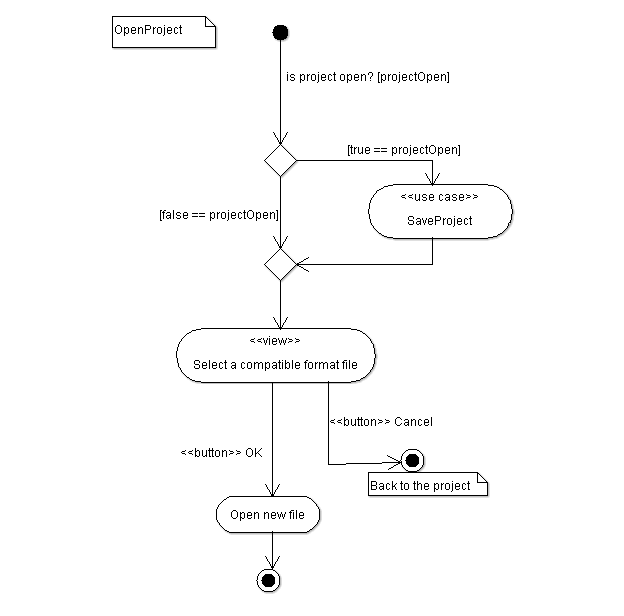 OpenProject
is project open? [projectOpen]
[true == projectOpen]
<<use case>>
SaveProject
[false == projectOpen]
<<view>>
Select a compatible format file
<<button>> Cancel
<<button>> OK
Back to the project
Open new file